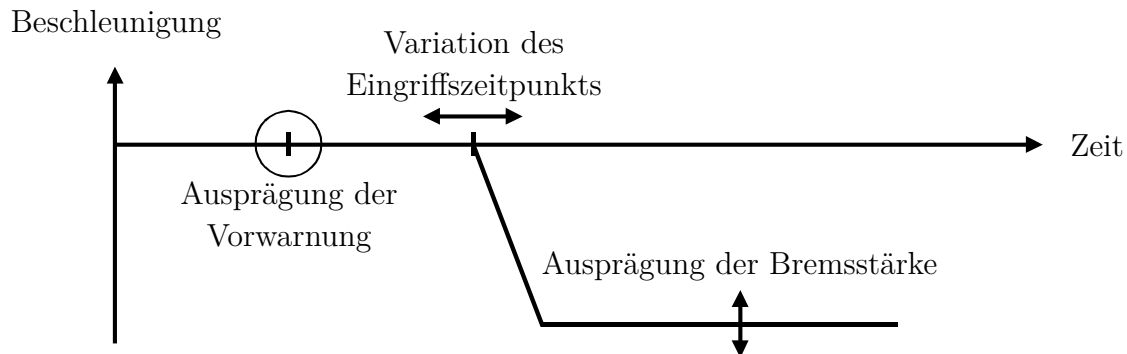 Beschleunigung
Variation des
Eingriffszeitpunkts
Zeit
Ausprägung der
Vorwarnung
Ausprägung der Bremsstärke